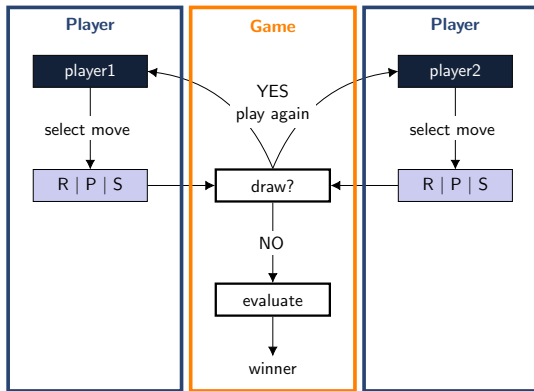 Player
Game
Player
player1
YES
play again
player2
select move
select move
R | P | S
draw?
R | P | S
NO
evaluate
winner